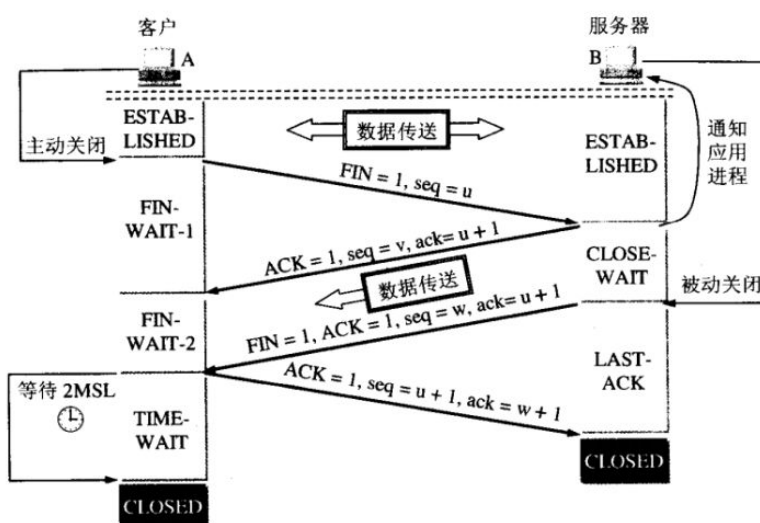 客户
服务器
A
B
ESTAB-
LISHED
数据传送
ESTAB-
LISHED
通知
应用
进程
主动关闭
FIN = 1, seq = u
FIN-
WAIT-1
ACK = 1, seq = v, ack= u + 1
CLOSE-
WAIT
数据传送
被动关闭
FIN = 1, ACK = 1, seq = w, ack= u + 1
FIN-
WAIT-2
LAST-
ACK
等待 2MSL
ACK = 1, seq = u + 1, ack = w + 1
TIME-
WAIT
CLOSED
CLOSED